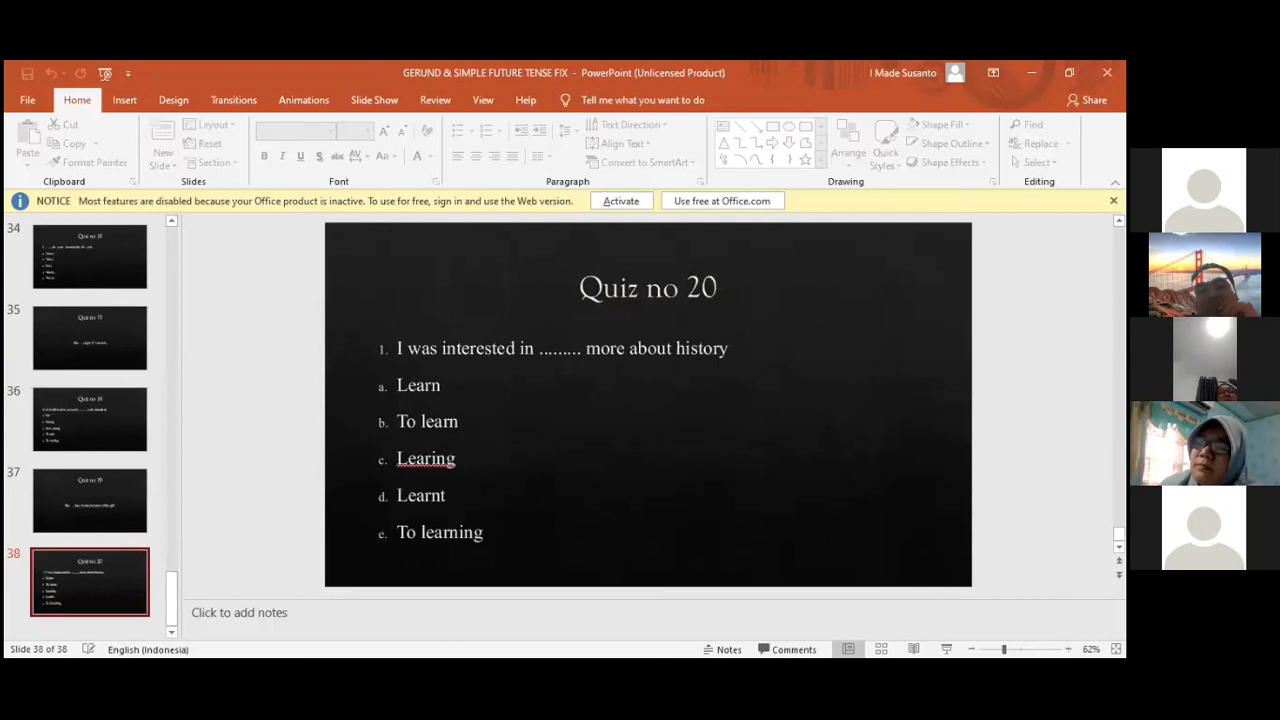 GERUND & SIMPLE FUTURE TENSE FIX - PowerPoint (Unlicensed Product)
I Made Susanto
File Home Insert Design Transitions Animations Slide Show Review View Help Tell me what you want to do Share
Paste
Cut
Copy
Format Painter
Clipboard
New Slide
Layout
Reset
Section
Slides
B I U S abc AV Aa A
Font
Text Direction
Align Text
Convert to SmartArt
Paragraph
Arrange
Quick Styles
Shape Fill
Shape Outline
Shape Effects
Drawing
Find
Replace
Select
Editing
NOTICE Most features are disabled because your Office product is inactive. To use for free, sign in and use the Web version. Activate Use free at Office.com
34
35
36
37
38
Quiz no 20
1. I was interested in ......... more about history
a. Learn
b. To learn
c. Learing
d. Learnt
e. To learning
Click to add notes
Slide 38 of 38 English (Indonesia) Notes Comments 62%